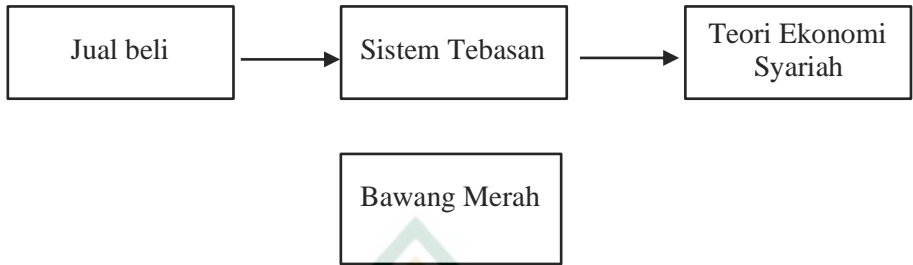 Jual beli
Sistem Tebasan
Teori Ekonomi
Syariah
Bawang Merah